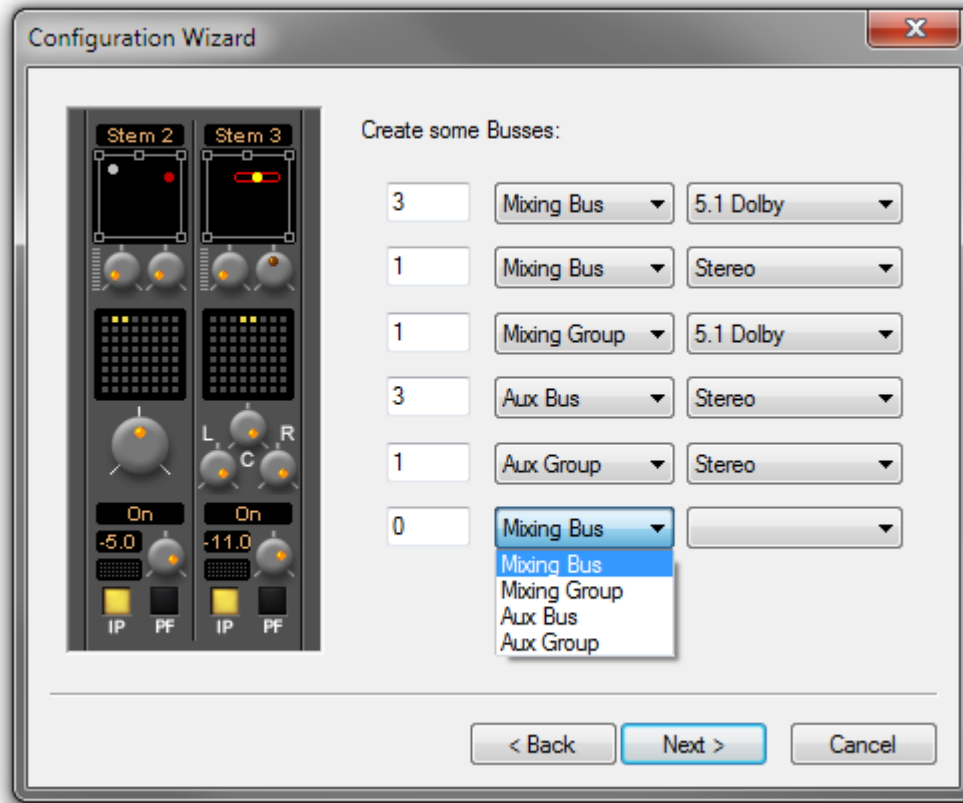 Configuration Wizard
Create some Busses:
Stem 2 Stem 3
L R
C
On On
-5.0 -11.0
IP PF IP PF
3 Mixing Bus 5.1 Dolby
1 Mixing Bus Stereo
1 Mixing Group 5.1 Dolby
3 Aux Bus Stereo
1 Aux Group Stereo
0 Mixing Bus
Mixing Bus
Mixing Group
Aux Bus
Aux Group
< Back Next > Cancel